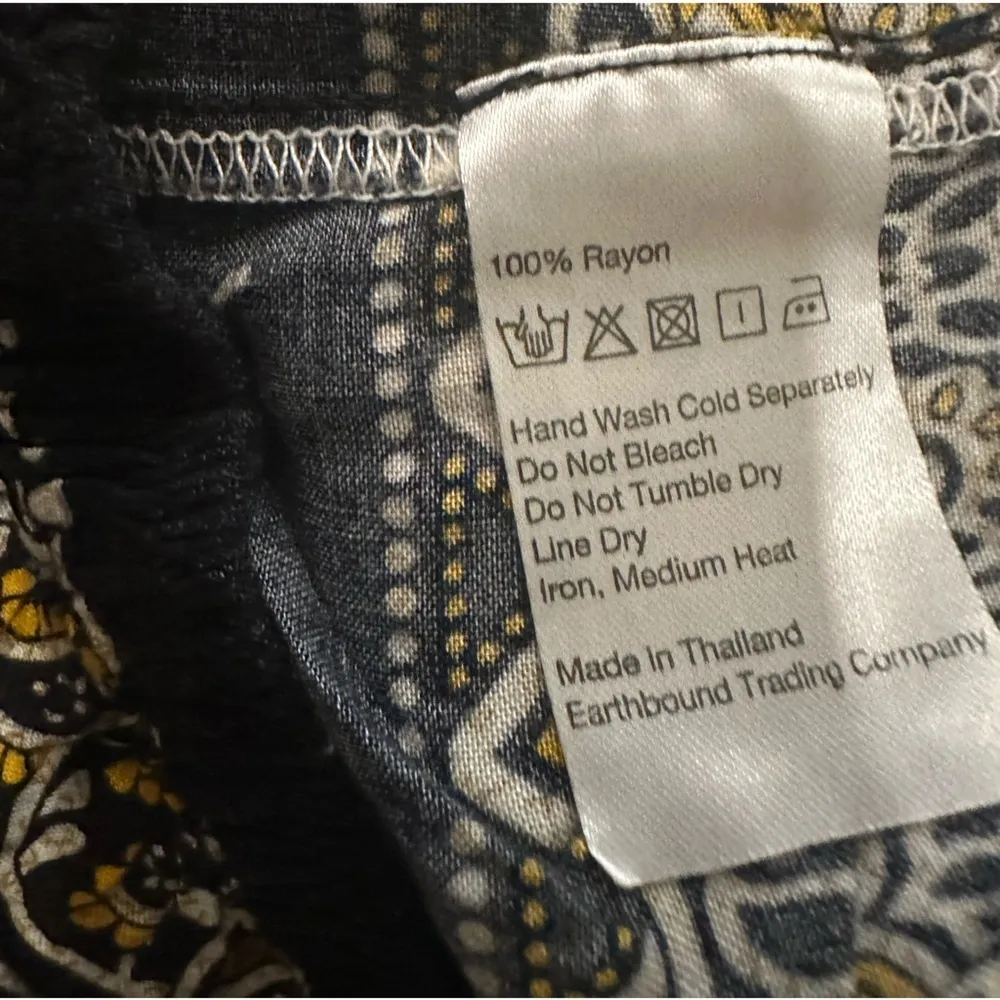 100% Rayon
Hand Wash Cold Separately
Do Not Bleach
Do Not Tumble Dry
Line Dry
Iron, Medium Heat
Made In Thailand
Earthbound Trading Company